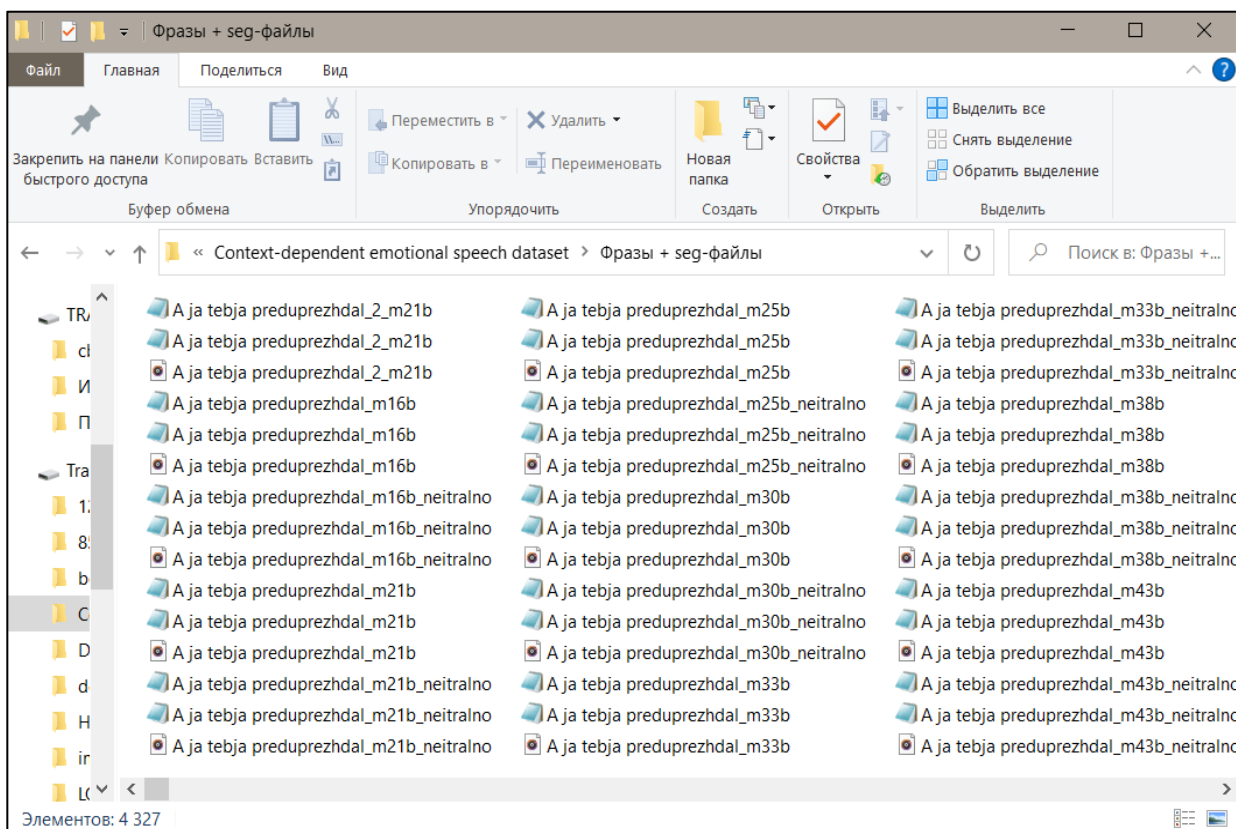 Фразы + seg-файлы
Файл Главная Поделиться Вид
Закрепить на панели быстрого доступа
Копировать
Вставить
Переместить в
Копировать в
Удалить
Переименовать
Новая папка
Свойства
Выделить все
Снять выделение
Обратить выделение
Буфер обмена Упорядочить Создать Открыть Выделить
« Context-dependent emotional speech dataset > Фразы + seg-файлы
Поиск в: Фразы +...
TR
cl
И
П
Tra
1
8
b
C
D
d
H
in
L
A ja tebja preduprezhdal_2_m21b
A ja tebja preduprezhdal_2_m21b
A ja tebja preduprezhdal_2_m21b
A ja tebja preduprezhdal_m16b
A ja tebja preduprezhdal_m16b
A ja tebja preduprezhdal_m16b
A ja tebja preduprezhdal_m16b_neitralno
A ja tebja preduprezhdal_m16b_neitralno
A ja tebja preduprezhdal_m16b_neitralno
A ja tebja preduprezhdal_m21b
A ja tebja preduprezhdal_m21b
A ja tebja preduprezhdal_m21b
A ja tebja preduprezhdal_m21b_neitralno
A ja tebja preduprezhdal_m21b_neitralno
A ja tebja preduprezhdal_m21b_neitralno
A ja tebja preduprezhdal_m25b
A ja tebja preduprezhdal_m25b
A ja tebja preduprezhdal_m25b
A ja tebja preduprezhdal_m25b_neitralno
A ja tebja preduprezhdal_m25b_neitralno
A ja tebja preduprezhdal_m25b_neitralno
A ja tebja preduprezhdal_m30b
A ja tebja preduprezhdal_m30b
A ja tebja preduprezhdal_m30b
A ja tebja preduprezhdal_m30b_neitralno
A ja tebja preduprezhdal_m30b_neitralno
A ja tebja preduprezhdal_m30b_neitralno
A ja tebja preduprezhdal_m33b
A ja tebja preduprezhdal_m33b
A ja tebja preduprezhdal_m33b
A ja tebja preduprezhdal_m33b_neitralno
A ja tebja preduprezhdal_m33b_neitralno
A ja tebja preduprezhdal_m33b_neitralno
A ja tebja preduprezhdal_m38b
A ja tebja preduprezhdal_m38b
A ja tebja preduprezhdal_m38b
A ja tebja preduprezhdal_m38b_neitralno
A ja tebja preduprezhdal_m38b_neitralno
A ja tebja preduprezhdal_m38b_neitralno
A ja tebja preduprezhdal_m43b
A ja tebja preduprezhdal_m43b
A ja tebja preduprezhdal_m43b
A ja tebja preduprezhdal_m43b_neitralno
A ja tebja preduprezhdal_m43b_neitralno
A ja tebja preduprezhdal_m43b_neitralno
Элементов: 4 327